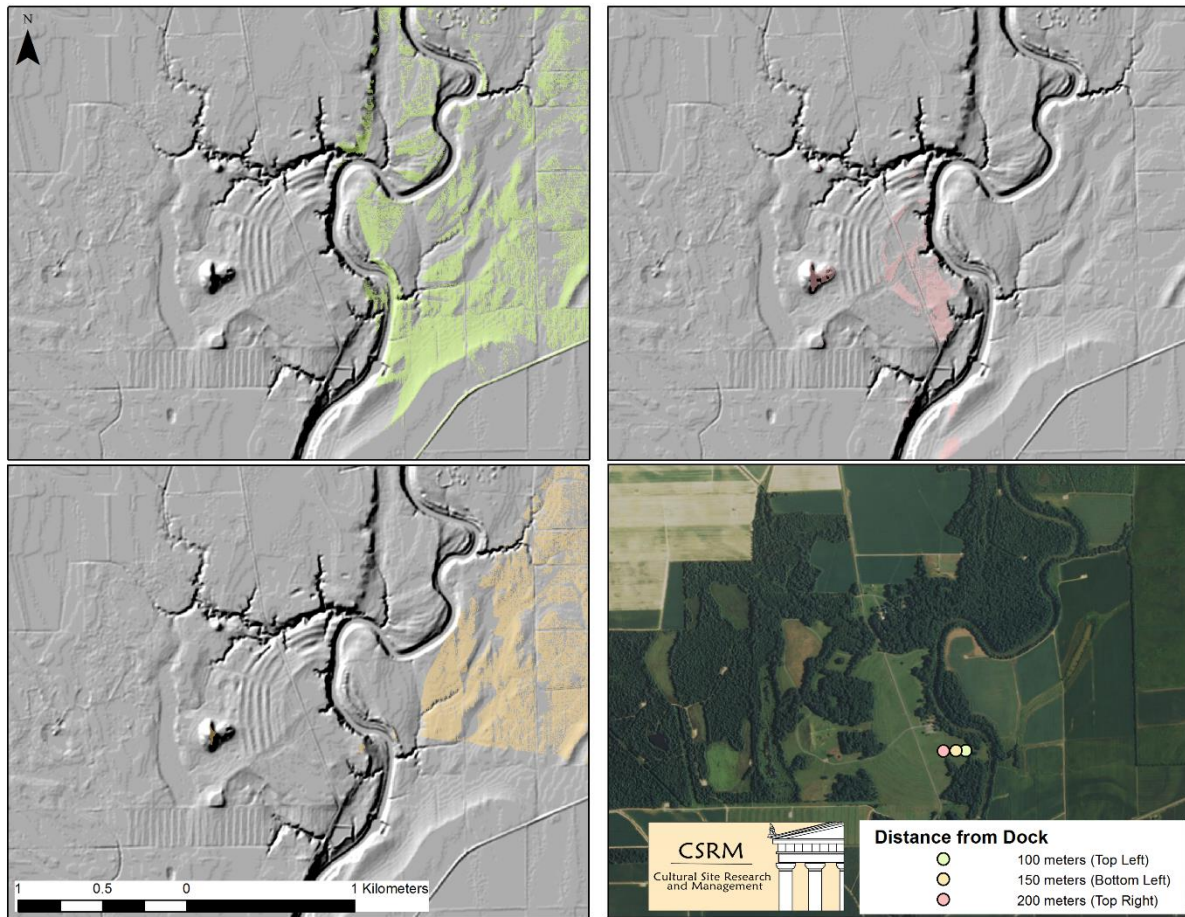 N
1 0.5 0 1 Kilometers
CSRM
Cultural Site Research
and Management
Distance from Dock
100 meters (Top Left)
150 meters (Bottom Left)
200 meters (Top Right)